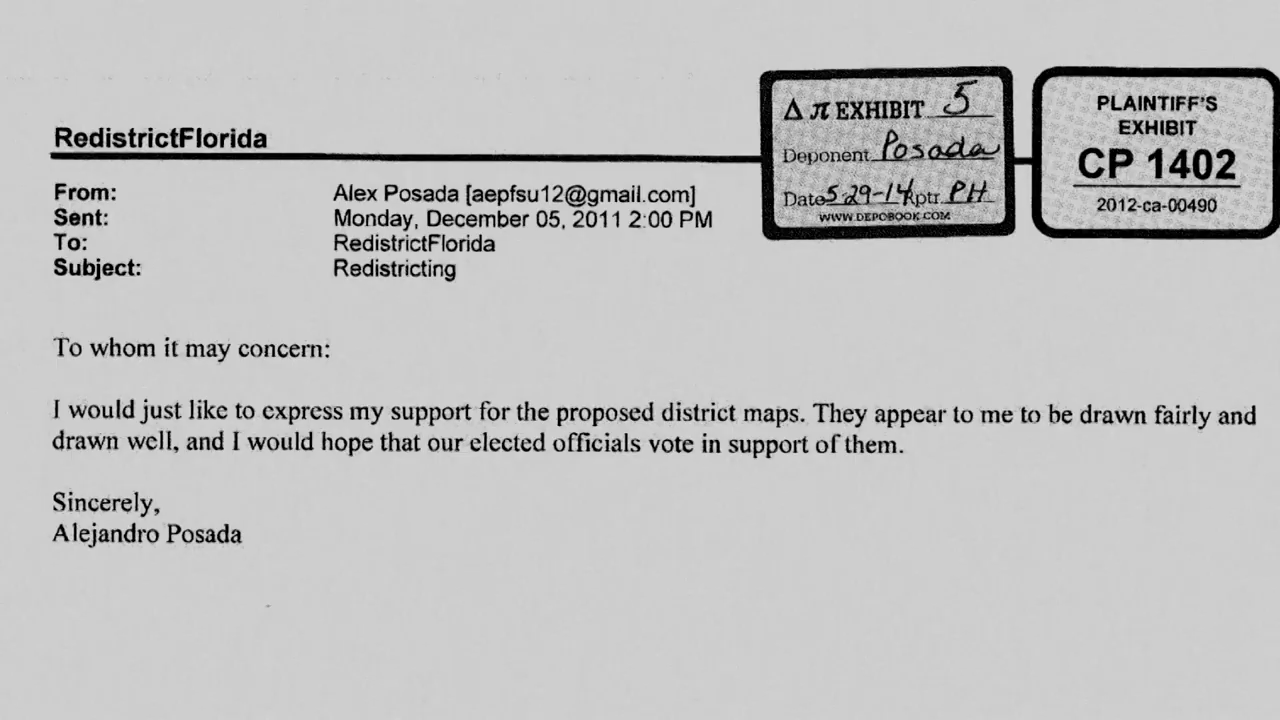 RedistrictFlorida
Δ π EXHIBIT 5
Deponent Posada
Date 5-29-14 Rptr. PH
WWW.DEPOBOOK.COM
PLAINTIFF'S
EXHIBIT
CP 1402
2012-ca-00490
From: Alex Posada [aepfsu12@gmail.com]
Sent: Monday, December 05, 2011 2:00 PM
To: RedistrictFlorida
Subject: Redistricting
To whom it may concern:
I would just like to express my support for the proposed district maps. They appear to me to be drawn fairly and
drawn well, and I would hope that our elected officials vote in support of them.
Sincerely,
Alejandro Posada